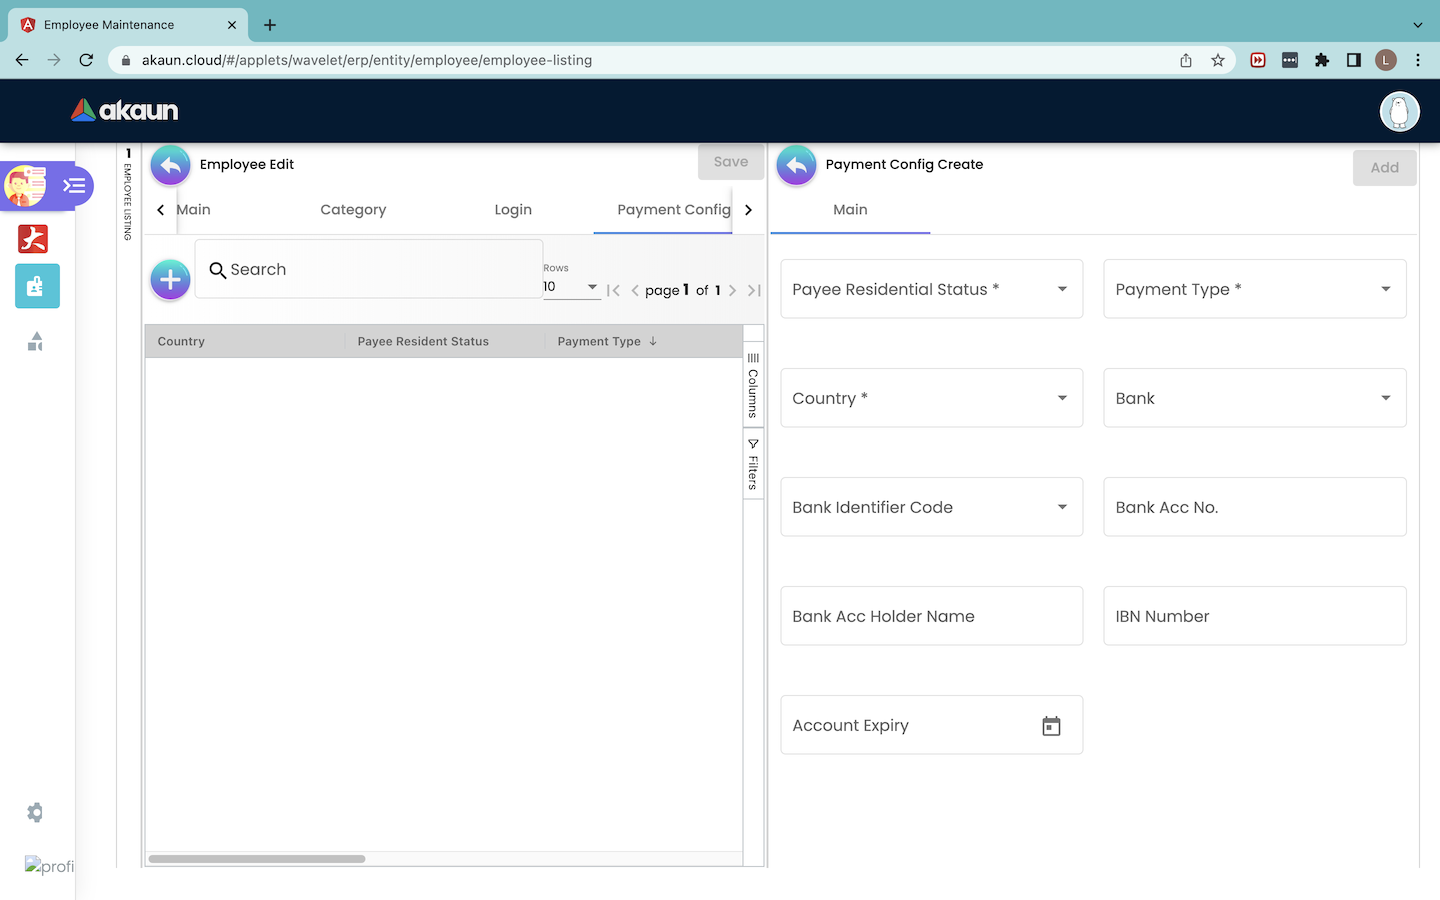 Employee Maintenance
akaun.cloud/#/applets/wavelet/erp/entity/employee/employee-listing
L
akaun
1 EMPLOYEE LISTING
Employee Edit
Save
Main
Category
Login
Payment Config
Search
Rows
10
page 1 of 1
Country
Payee Resident Status
Payment Type
Columns
Filters
Payment Config Create
Add
Main
Payee Residential Status *
Payment Type *
Country *
Bank
Bank Identifier Code
Bank Acc No.
Bank Acc Holder Name
IBN Number
Account Expiry
profi